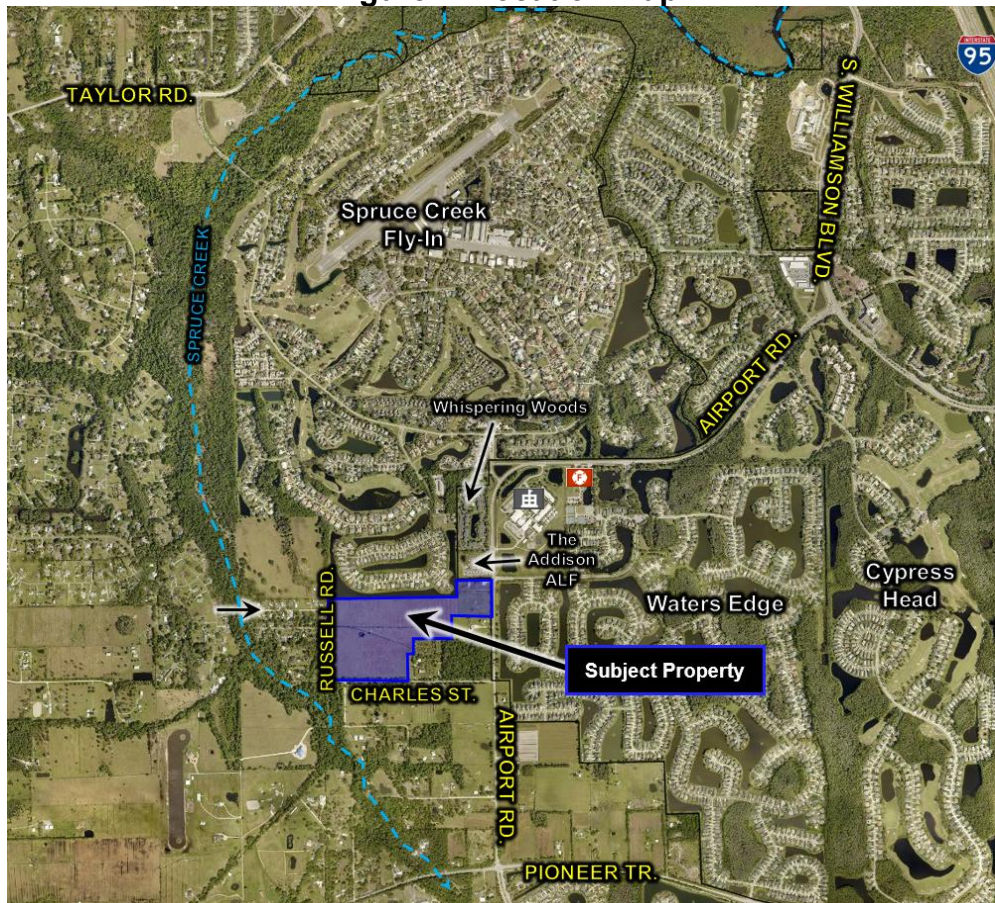 INTERSTATE
95
TAYLOR RD.
S. WILLIAMSON BLVD.
Spruce Creek
Fly-In
SPRUCE CREEK
AIRPORT RD.
Whispering Woods
F
The
Addison
ALF
Waters Edge
Cypress
Head
RUSSELL RD.
Subject Property
CHARLES ST.
AIRPORT RD.
PIONEER TR.